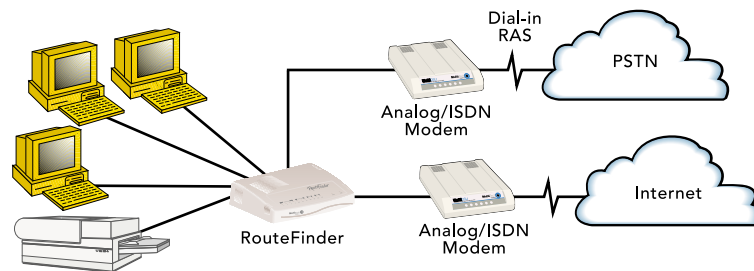 Dial-in
RAS
PSTN
Analog/ISDN
Modem
Internet
RouteFinder
Analog/ISDN
Modem